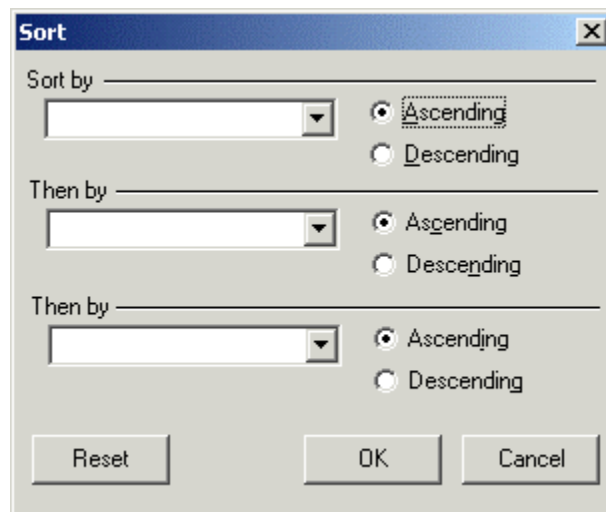 Sort
Sort by
Ascending
Descending
Then by
Ascending
Descending
Then by
Ascending
Descending
Reset OK Cancel